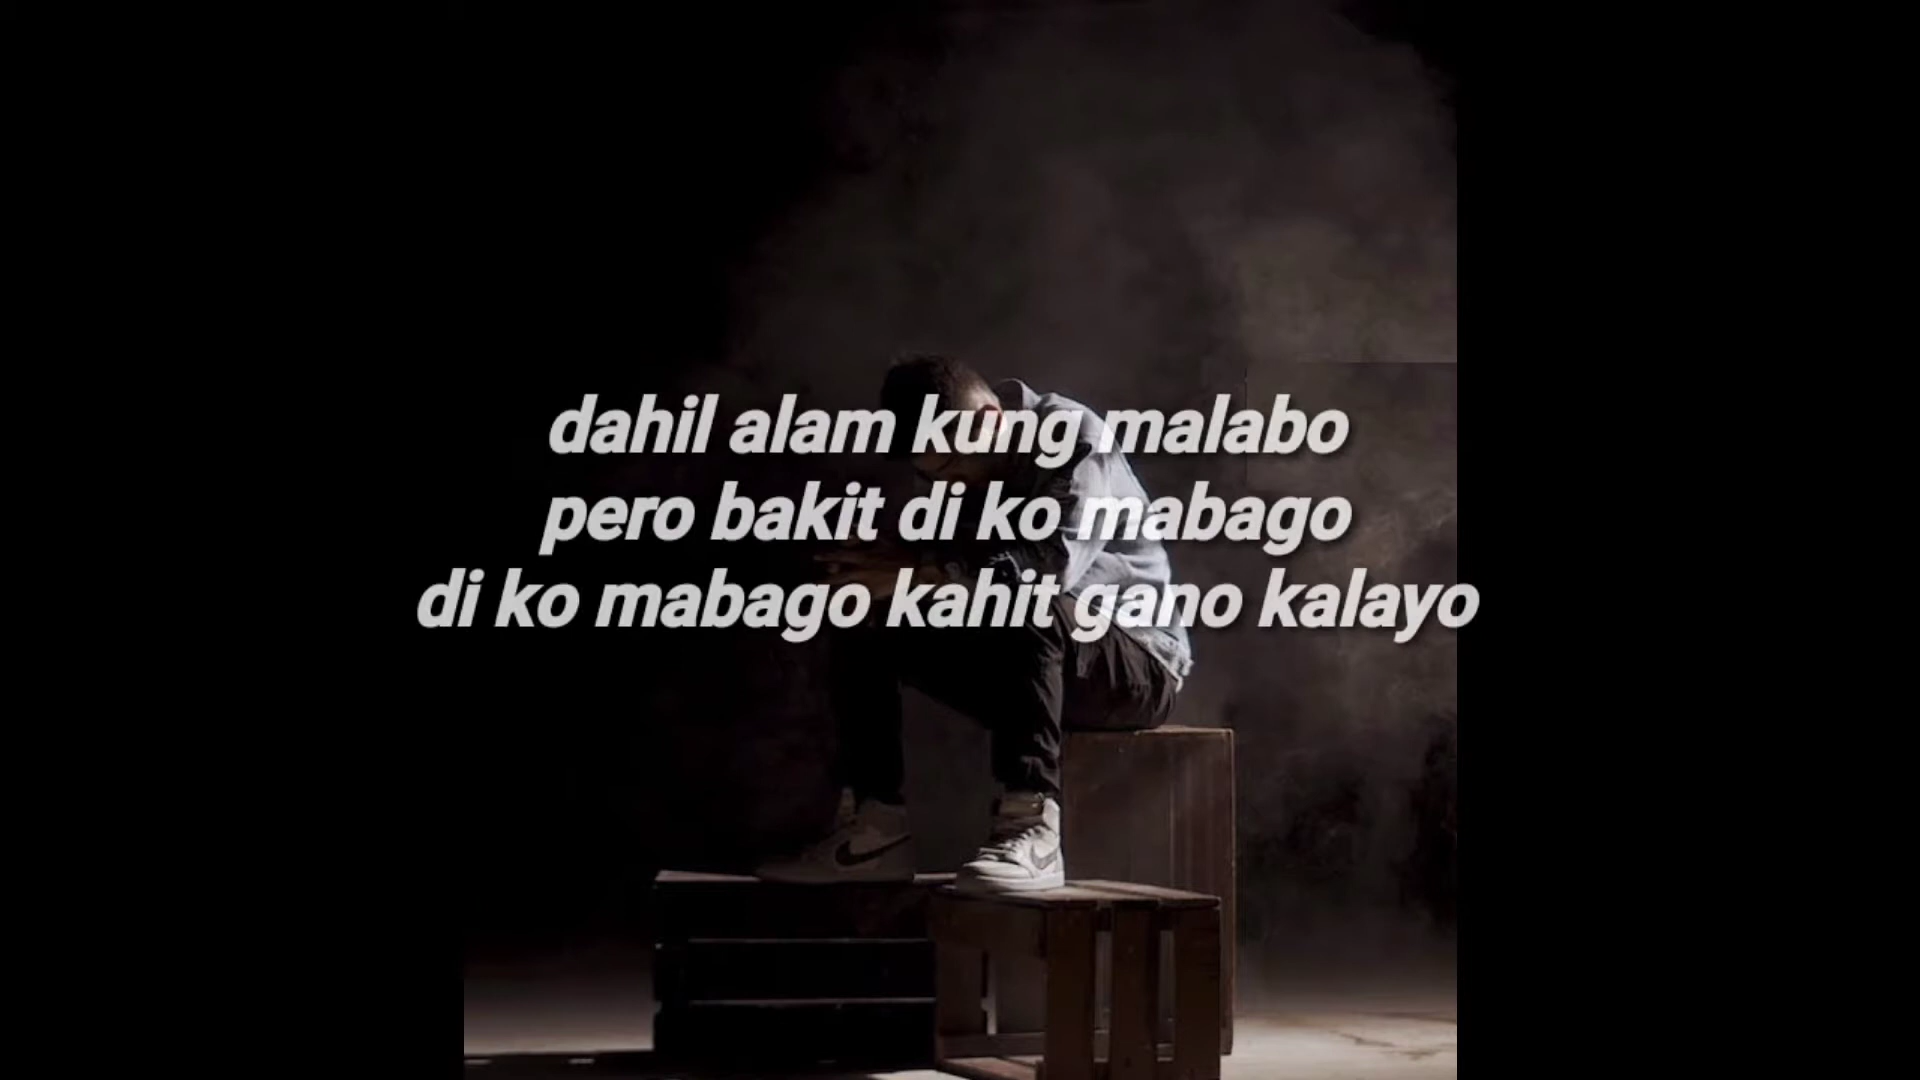 dahil alam kung malabo
pero bakit di ko mabago
di ko mabago kahit gano kalayo